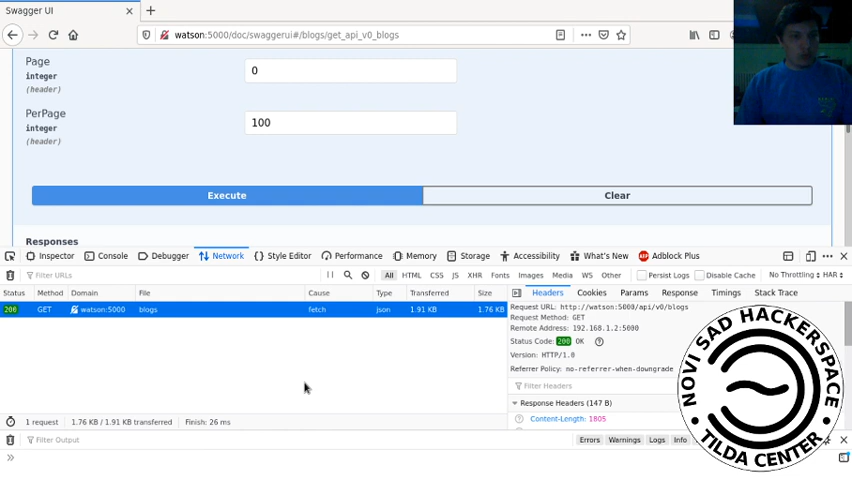 Swagger UI
watson:5000/doc/swaggerui#/blogs/get_api_v0_blogs
Page
integer
(header)
0
PerPage
integer
(header)
100
Execute
Clear
Responses
Inspector Console Debugger Network Style Editor Performance Memory Storage Accessibility What's New Adblock Plus
Filter URLs All HTML CSS JS XHR Fonts Images Media WS Other Persist Logs Disable Cache No Throttling HAR
Status Method Domain File Cause Type Transferred Size
Headers Cookies Params Response Timings Stack Trace
200 GET watson:5000 blogs fetch json 1.91 KB 1.76 KB
Request URL: http://watson:5000/api/v0/blogs
Request Method: GET
Remote Address: 192.168.1.2:5000
Status Code: 200 OK
Version: HTTP/1.0
Referrer Policy: no-referrer-when-downgrade
Filter Headers
Response Headers (147 B)
Content-Length: 1805
1 request 1.76 KB / 1.91 KB transferred Finish: 26 ms
Filter Output Errors Warnings Logs Info
NOVI SAD HACKERSPACE
TILDA CENTER